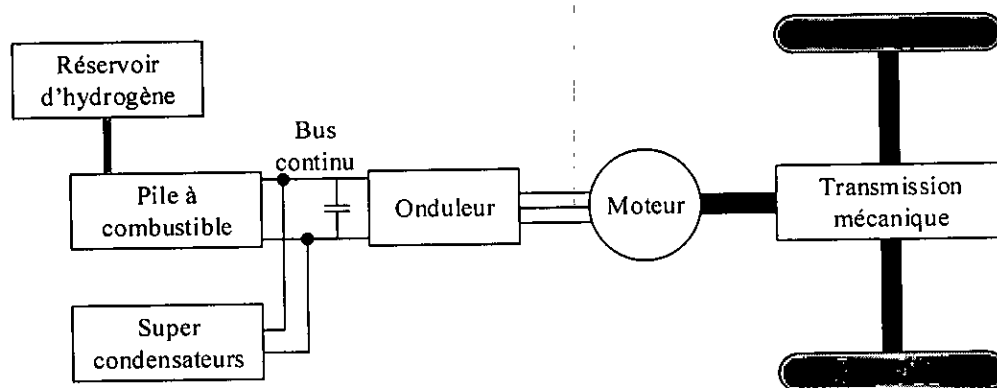 Réservoir
d'hydrogène
Bus
continu
Pile à
combustible
Onduleur
Moteur
Transmission
mécanique
Super
condensateurs